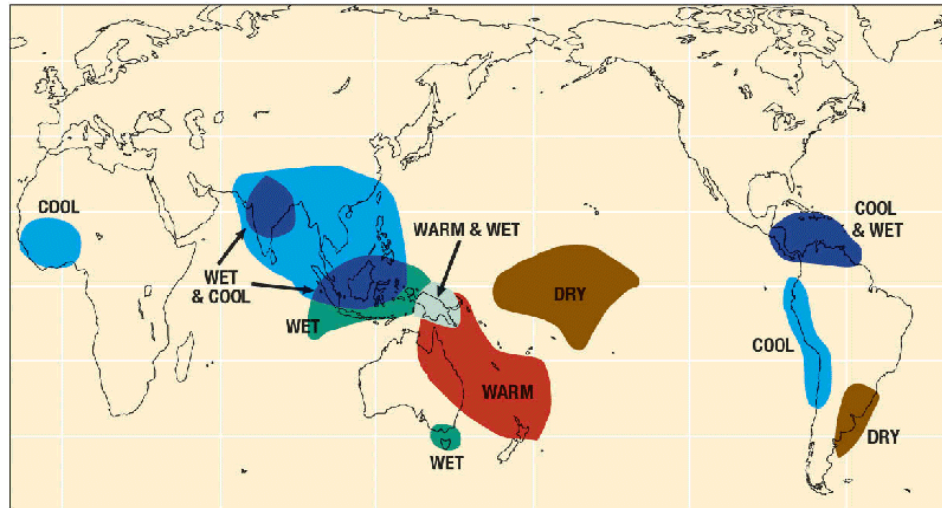 COOL
WARM & WET
COOL
& WET
WET
& COOL
DRY
WET
COOL
WARM
DRY
WET